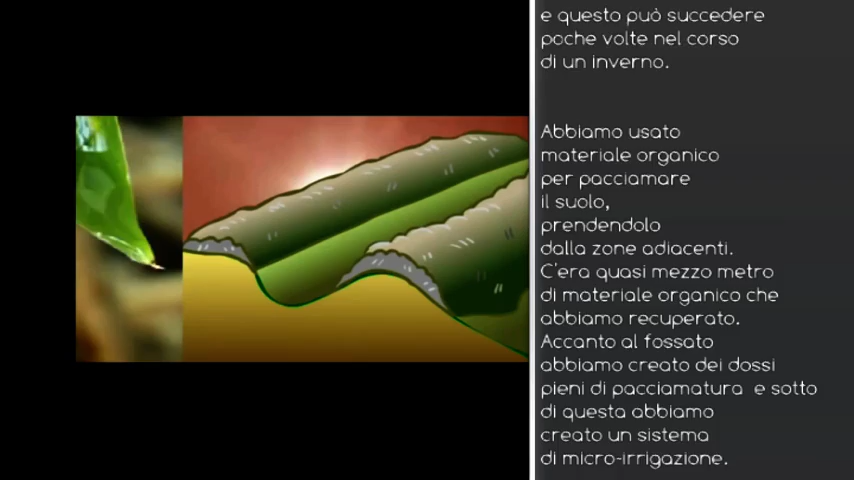 e questo può succedere
poche volte nel corso
di un inverno.
Abbiamo usato
materiale organico
per pacciamare
il suolo,
prendendolo
dalla zone adiacenti.
C'era quasi mezzo metro
di materiale organico che
abbiamo recuperato.
Accanto al fossato
abbiamo creato dei dossi
pieni di pacciamatura e sotto
di questa abbiamo
creato un sistema
di micro-irrigazione.